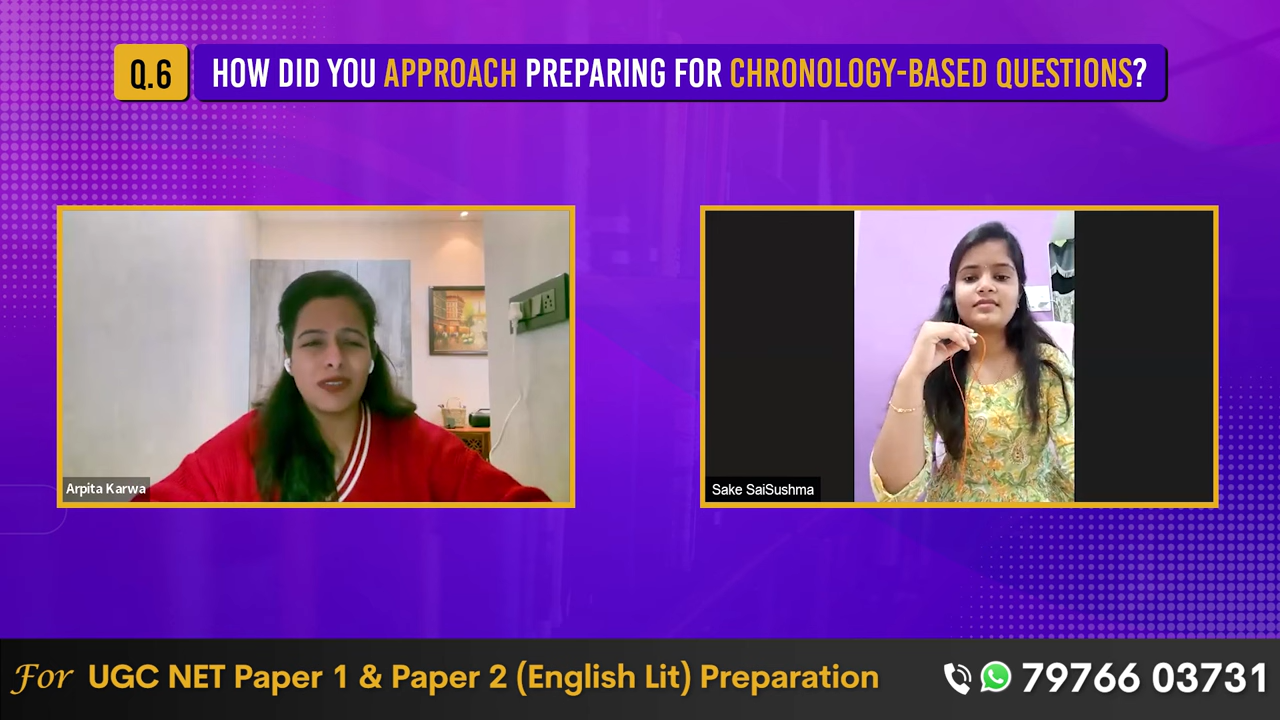 Q.6
HOW DID YOU APPROACH PREPARING FOR CHRONOLOGY-BASED QUESTIONS?
Arpita Karwa
Sake SaiSushma
For UGC NET Paper 1 & Paper 2 (English Lit) Preparation
79766 03731